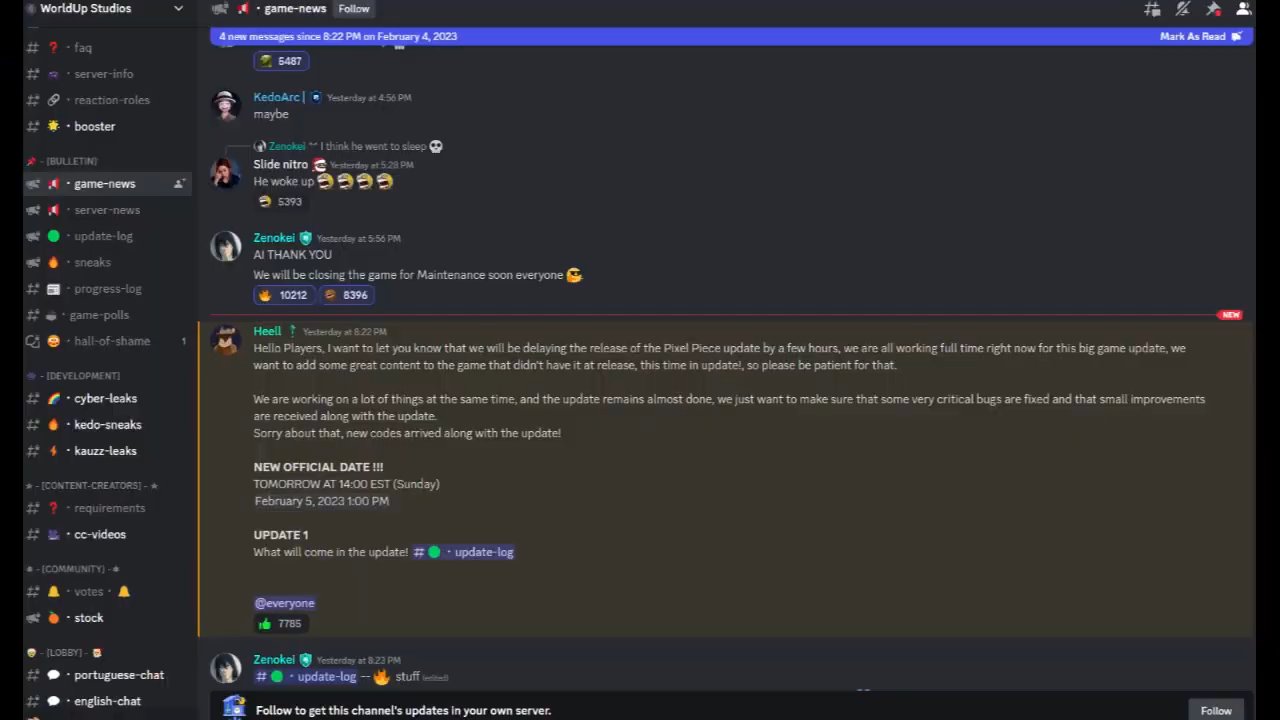 WorldUp Studios
faq
server-info
reaction-roles
booster
- [BULLETIN]
game-news
server-news
update-log
sneaks
progress-log
game-polls
hall-of-shame 1
- [DEVELOPMENT]
cyber-leaks
kedo-sneaks
kauzz-leaks
- [CONTENT-CREATORS] -
requirements
cc-videos
- [COMMUNITY] -
votes
stock
- [LOBBY] -
portuguese-chat
english-chat
game-news Follow
4 new messages since 8:22 PM on February 4, 2023 Mark As Read
5487
KedoArc | Yesterday at 4:56 PM
maybe
Zenokei I think he went to sleep
Slide nitro Yesterday at 5:28 PM
He woke up
5393
Zenokei Yesterday at 5:56 PM
AI THANK YOU
We will be closing the game for Maintenance soon everyone
10212 8396
NEW
Heell Yesterday at 8:22 PM
Hello Players, I want to let you know that we will be delaying the release of the Pixel Piece update by a few hours, we are all working full time right now for this big game update, we
want to add some great content to the game that didn't have it at release, this time in update!, so please be patient for that.
We are working on a lot of things at the same time, and the update remains almost done, we just want to make sure that some very critical bugs are fixed and that small improvements
are received along with the update.
Sorry about that, new codes arrived along with the update!
NEW OFFICIAL DATE !!!
TOMORROW AT 14:00 EST (Sunday)
February 5, 2023 1:00 PM
UPDATE 1
What will come in the update! # update-log
@everyone
7785
Zenokei Yesterday at 8:23 PM
# update-log -- stuff (edited)
Follow to get this channel's updates in your own server. Follow